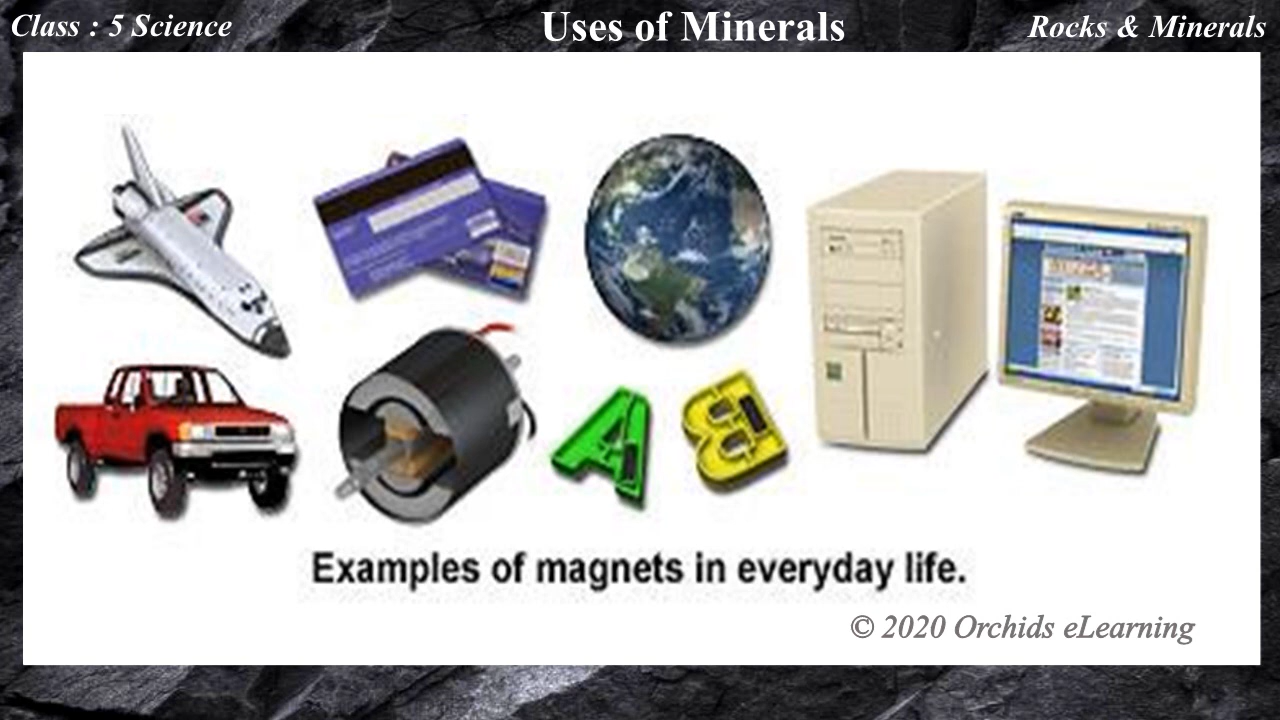 Class : 5 Science
Uses of Minerals
Rocks & Minerals
A
B
Examples of magnets in everyday life.
© 2020 Orchids eLearning